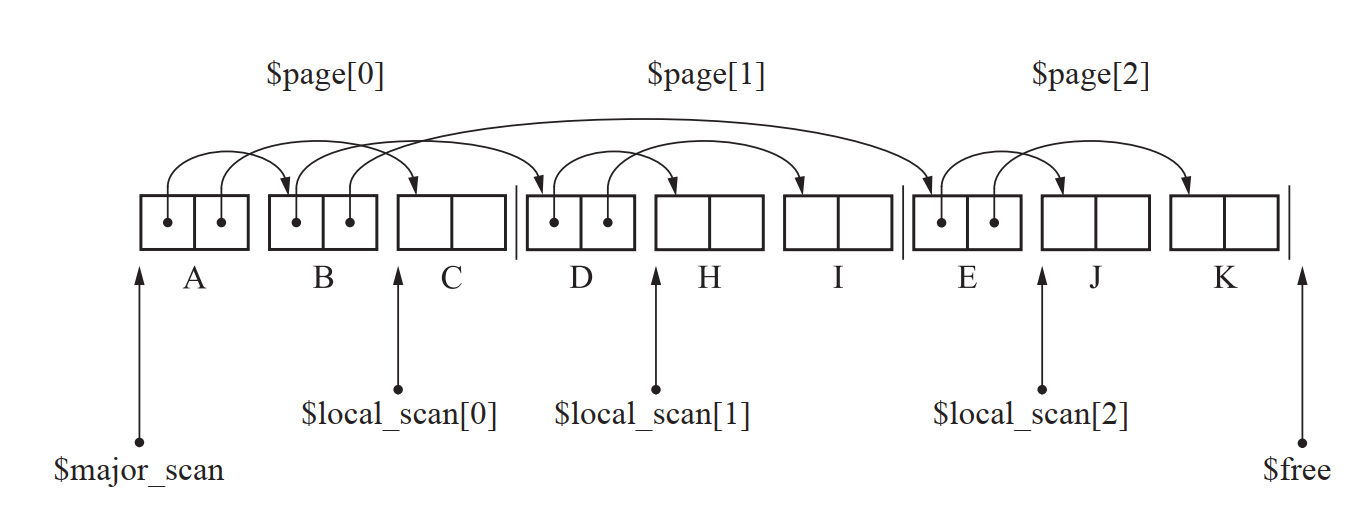 $page[0] $page[1] $page[2]
A B C D H I E J K
$local_scan[0] $local_scan[1] $local_scan[2]
$major_scan $free